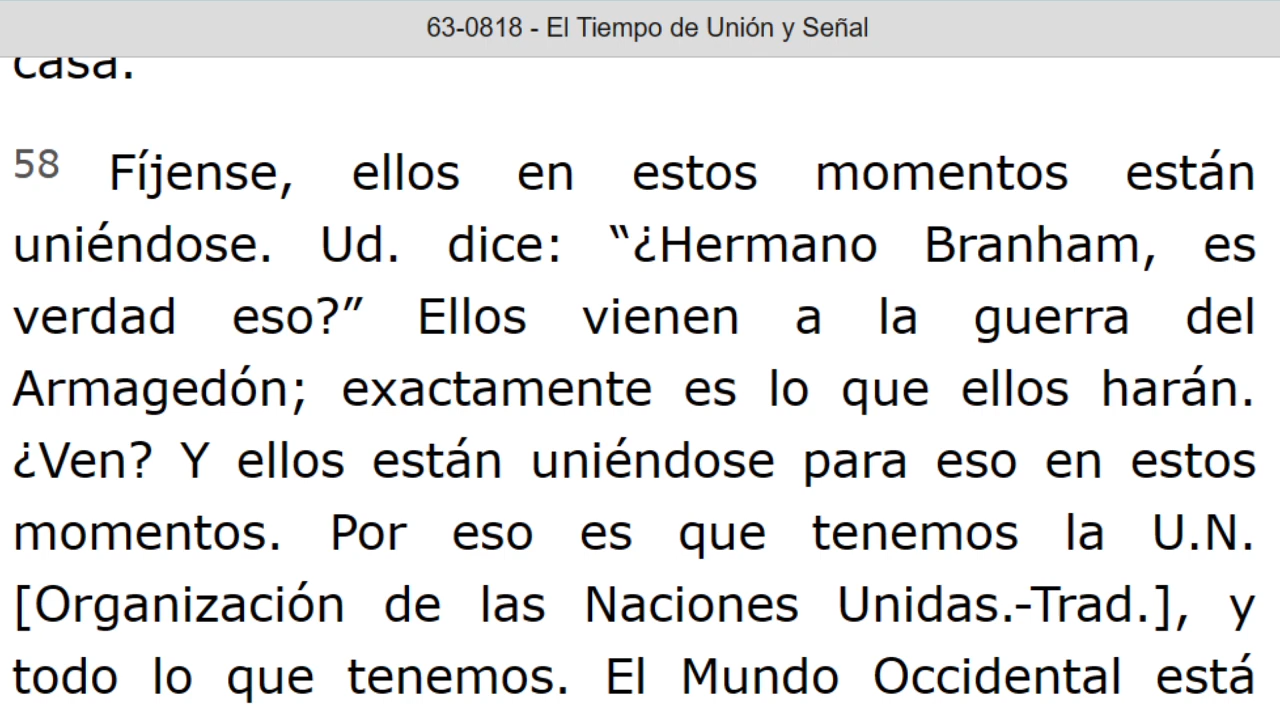 63-0818 - El Tiempo de Unión y Señal
casa.
58 Fíjense, ellos en estos momentos están
uniéndose. Ud. dice: “¿Hermano Branham, es
verdad eso?” Ellos vienen a la guerra del
Armagedón; exactamente es lo que ellos harán.
¿Ven? Y ellos están uniéndose para eso en estos
momentos. Por eso es que tenemos la U.N.
[Organización de las Naciones Unidas.-Trad.], y
todo lo que tenemos. El Mundo Occidental está